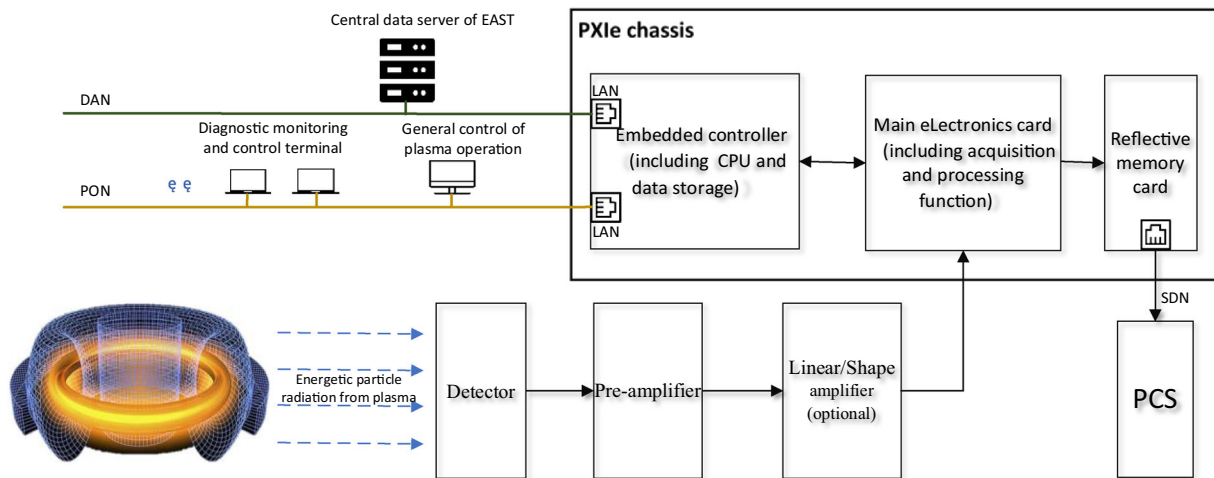 Central data server of EAST
PXIe chassis
DAN
LAN
Diagnostic monitoring
and control terminal
General control of
plasma operation
PON
ę ę
LAN
Embedded controller
(including CPU and
data storage)
Main eLectronics card
(including acquisition
and processing
function)
Reflective
memory
card
SDN
Energetic particle
radiation from plasma
Detector
Pre-amplifier
Linear/Shape
amplifier
(optional)
PCS